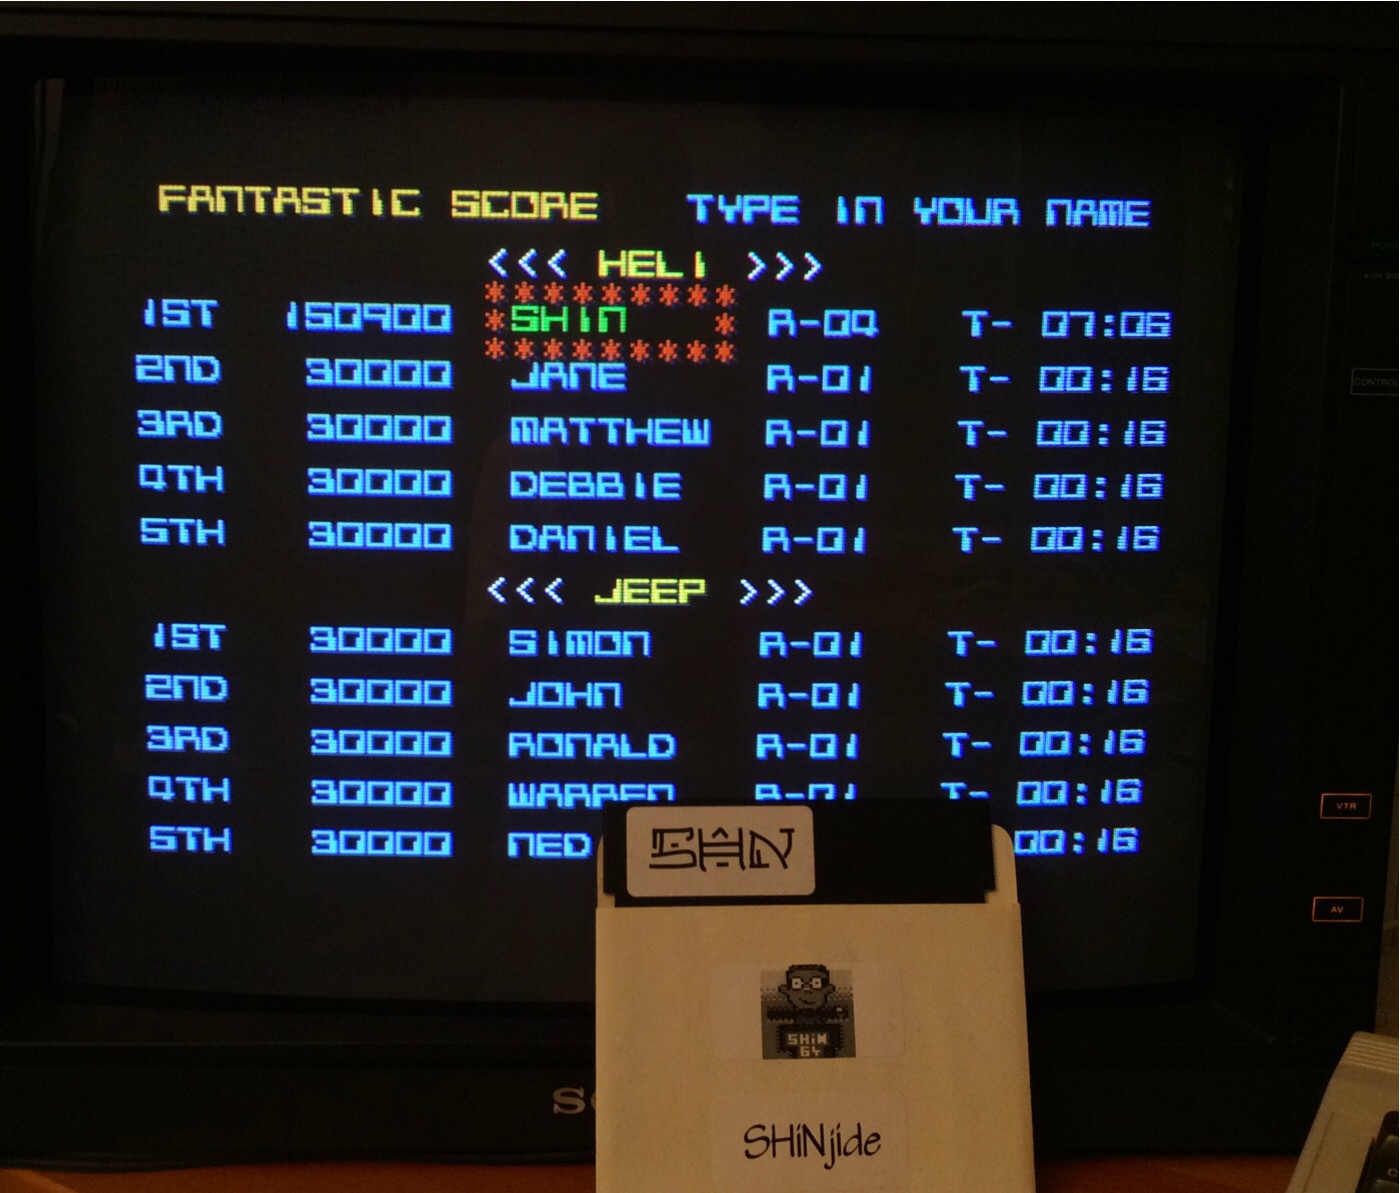 FANTASTIC SCORE TYPE IN YOUR NAME
<<< HELI >>>
*********
1ST 150900 *SHIN * R-04 T- 07:06
*********
2ND 30000 JANE R-01 T- 00:16
3RD 30000 MATTHEW R-01 T- 00:16
4TH 30000 DEBBIE R-01 T- 00:16
5TH 30000 DANIEL R-01 T- 00:16
<<< JEEP >>>
1ST 30000 SIMON R-01 T- 00:16
2ND 30000 JOHN R-01 T- 00:16
3RD 30000 RONALD R-01 T- 00:16
4TH 30000 WARREN R-01 T- 00:16
5TH 30000 NED 00:16
VTR
AV
SHIN
SHiN
64
SHiNjide